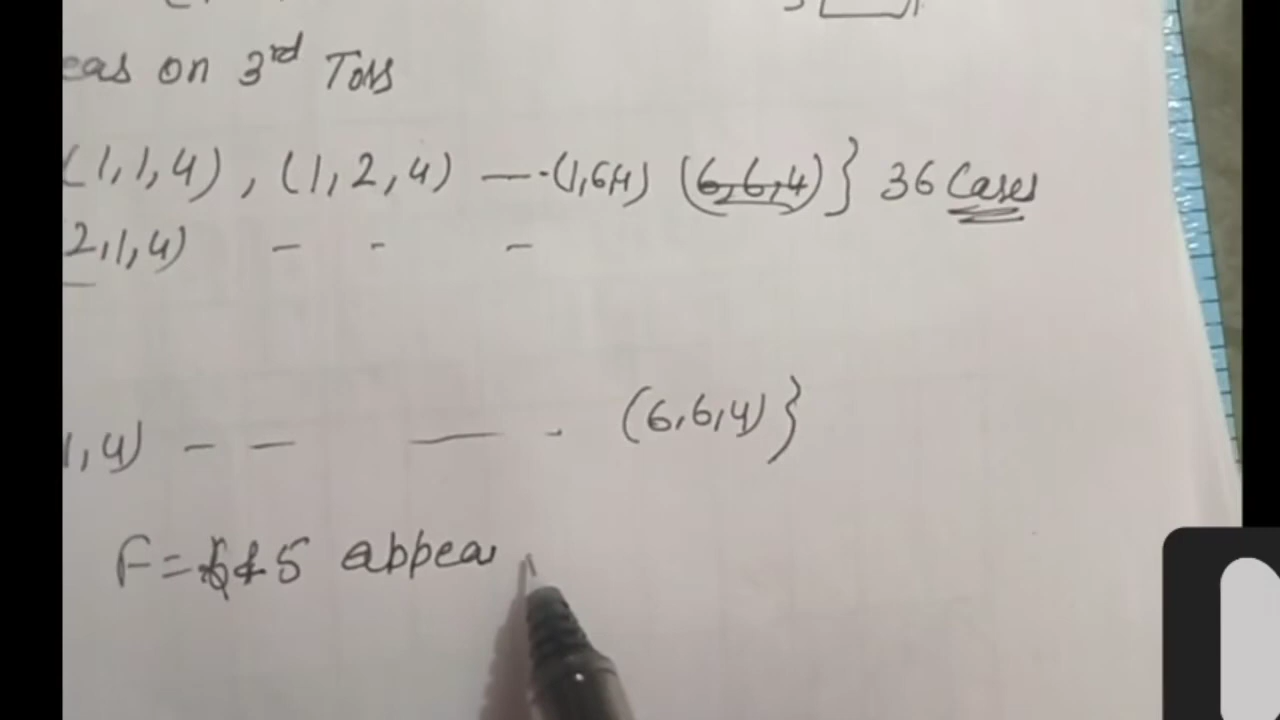 eas on 3rd Toss
(1,1,4), (1,2,4) — - (1,6,4) (6,6,4)} 36 Cases
2,1,4) - - -
1,4) - - — - (6,6,4)}
F = 6 & 5 appea